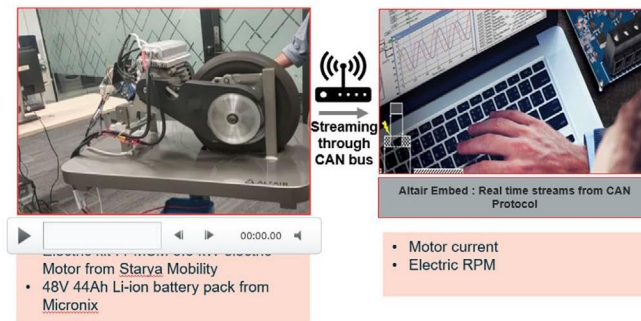 ALTAIR
Streaming
through
CAN bus
Altair Embed : Real time streams from CAN
Protocol
00:00.00
Motor from Starya Mobility
• 48V 44Ah Li-ion battery pack from
Micronix
• Motor current
• Electric RPM